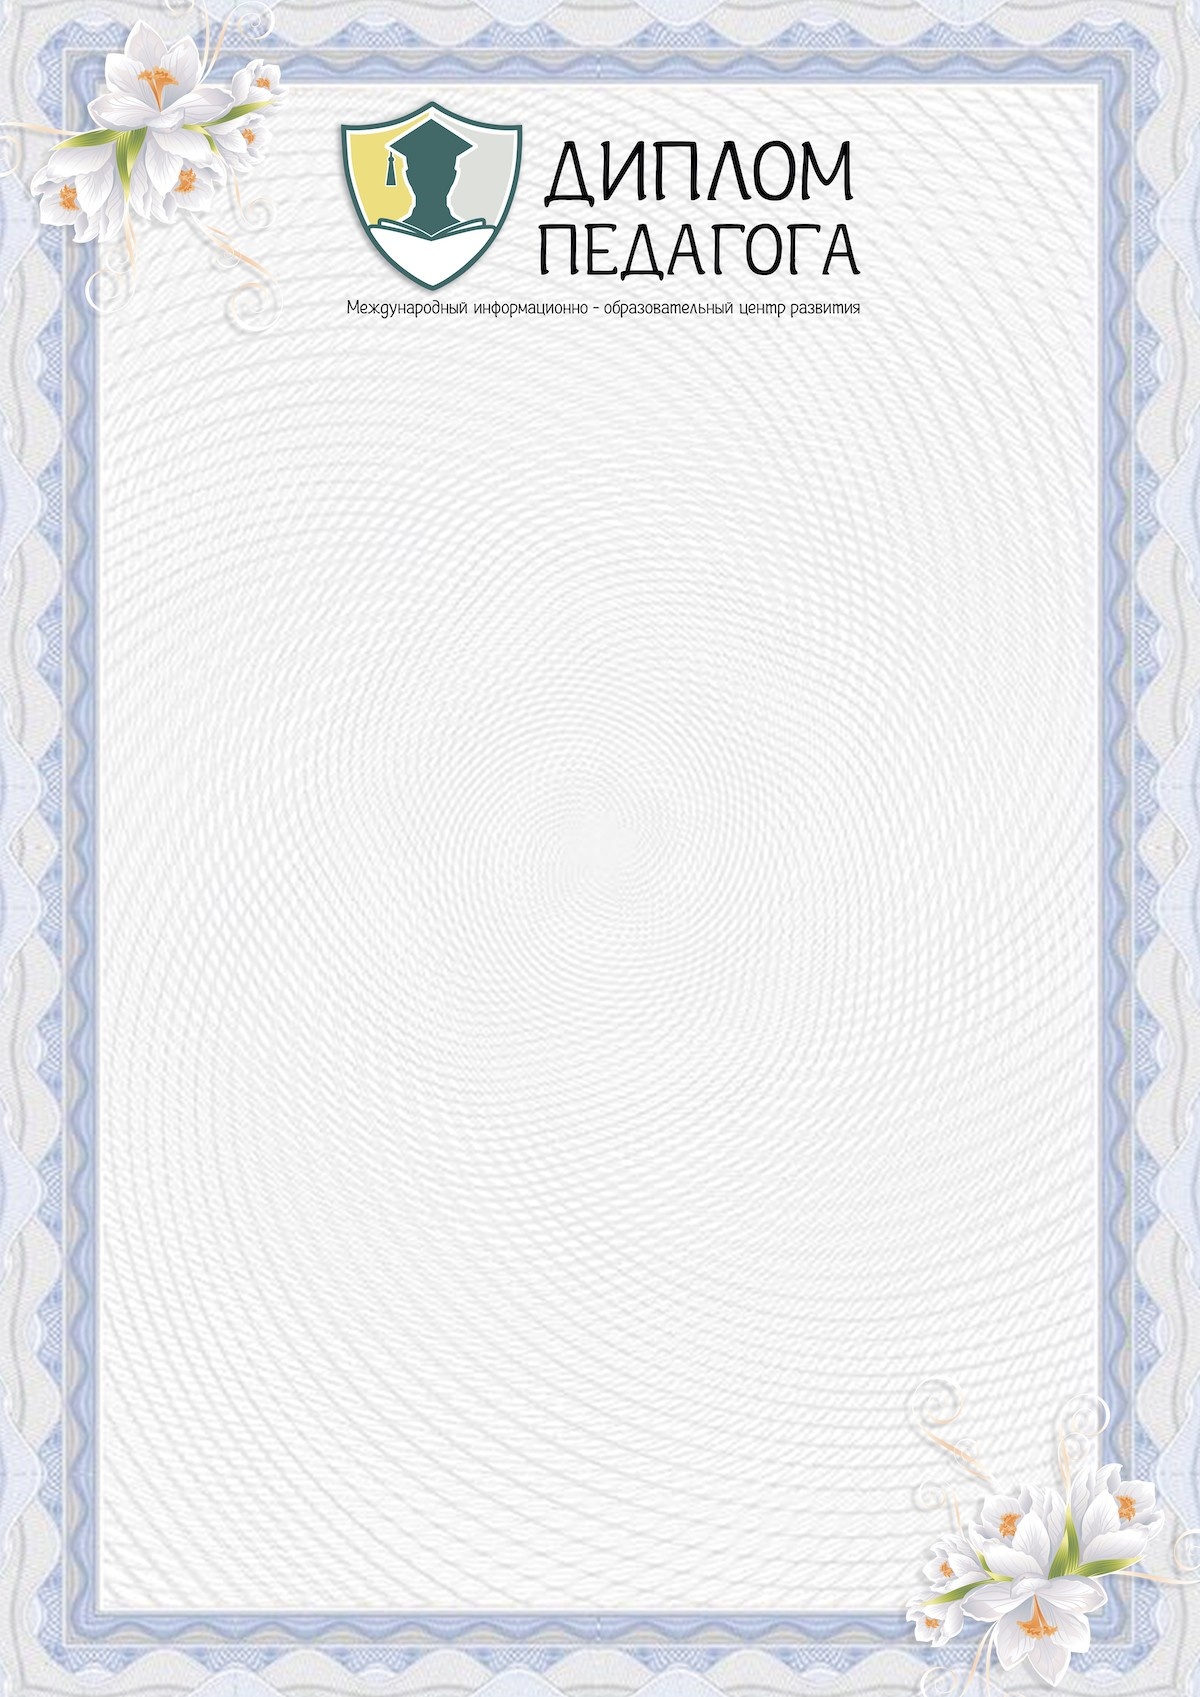 ДИПЛОМ
ПЕДАГОГА
Международный информационно - образовательный центр развития